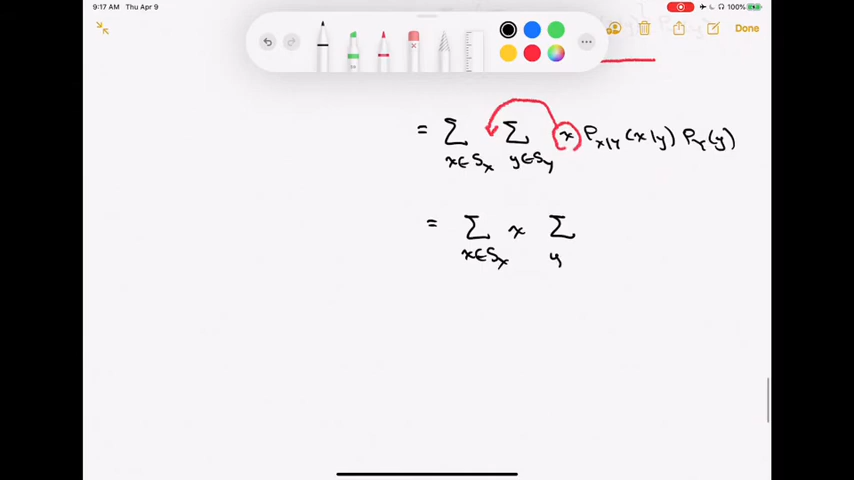 9:17 AM Thu Apr 9
100%
Done
= ∑ ∑ x P_{X|Y}(x|y) P_Y(y)
x∈S_X y∈S_Y
= ∑ x ∑
x∈S_X y